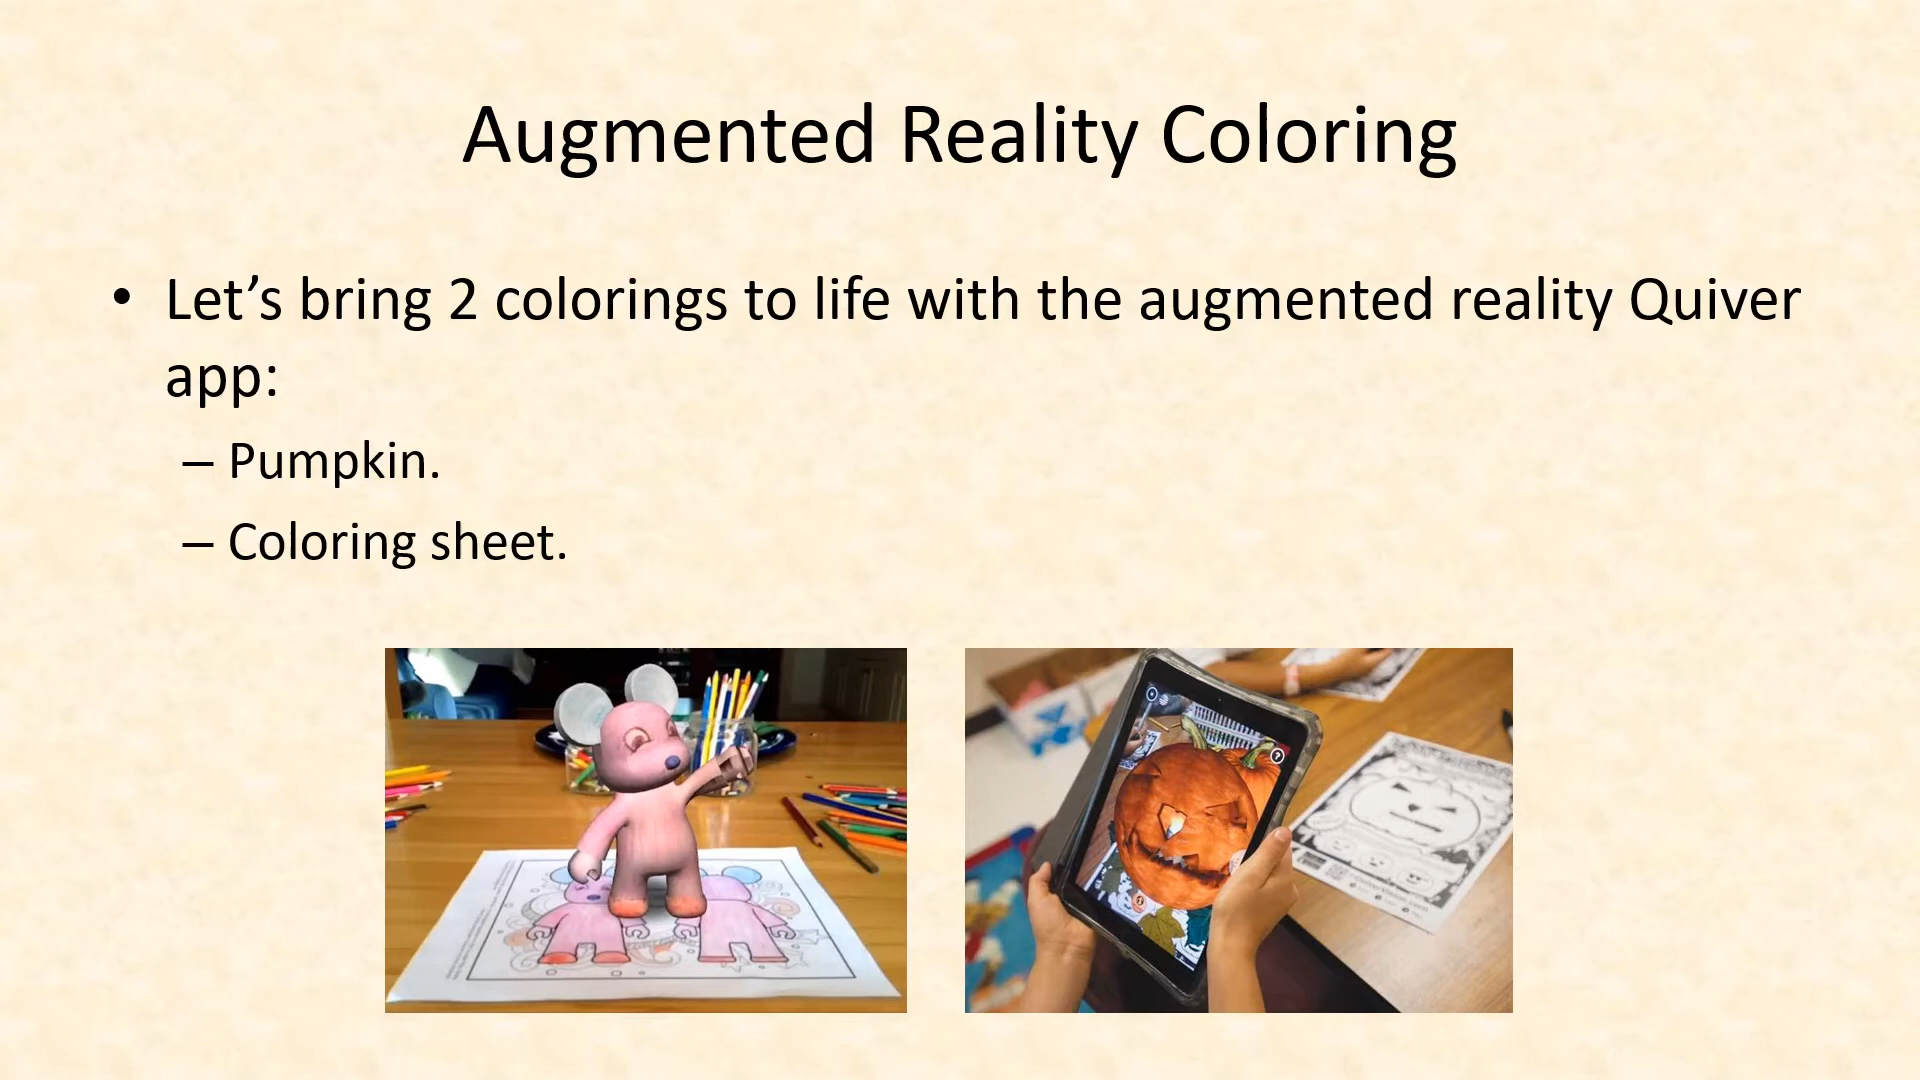 Augmented Reality Coloring
• Let’s bring 2 colorings to life with the augmented reality Quiver
app:
– Pumpkin.
– Coloring sheet.